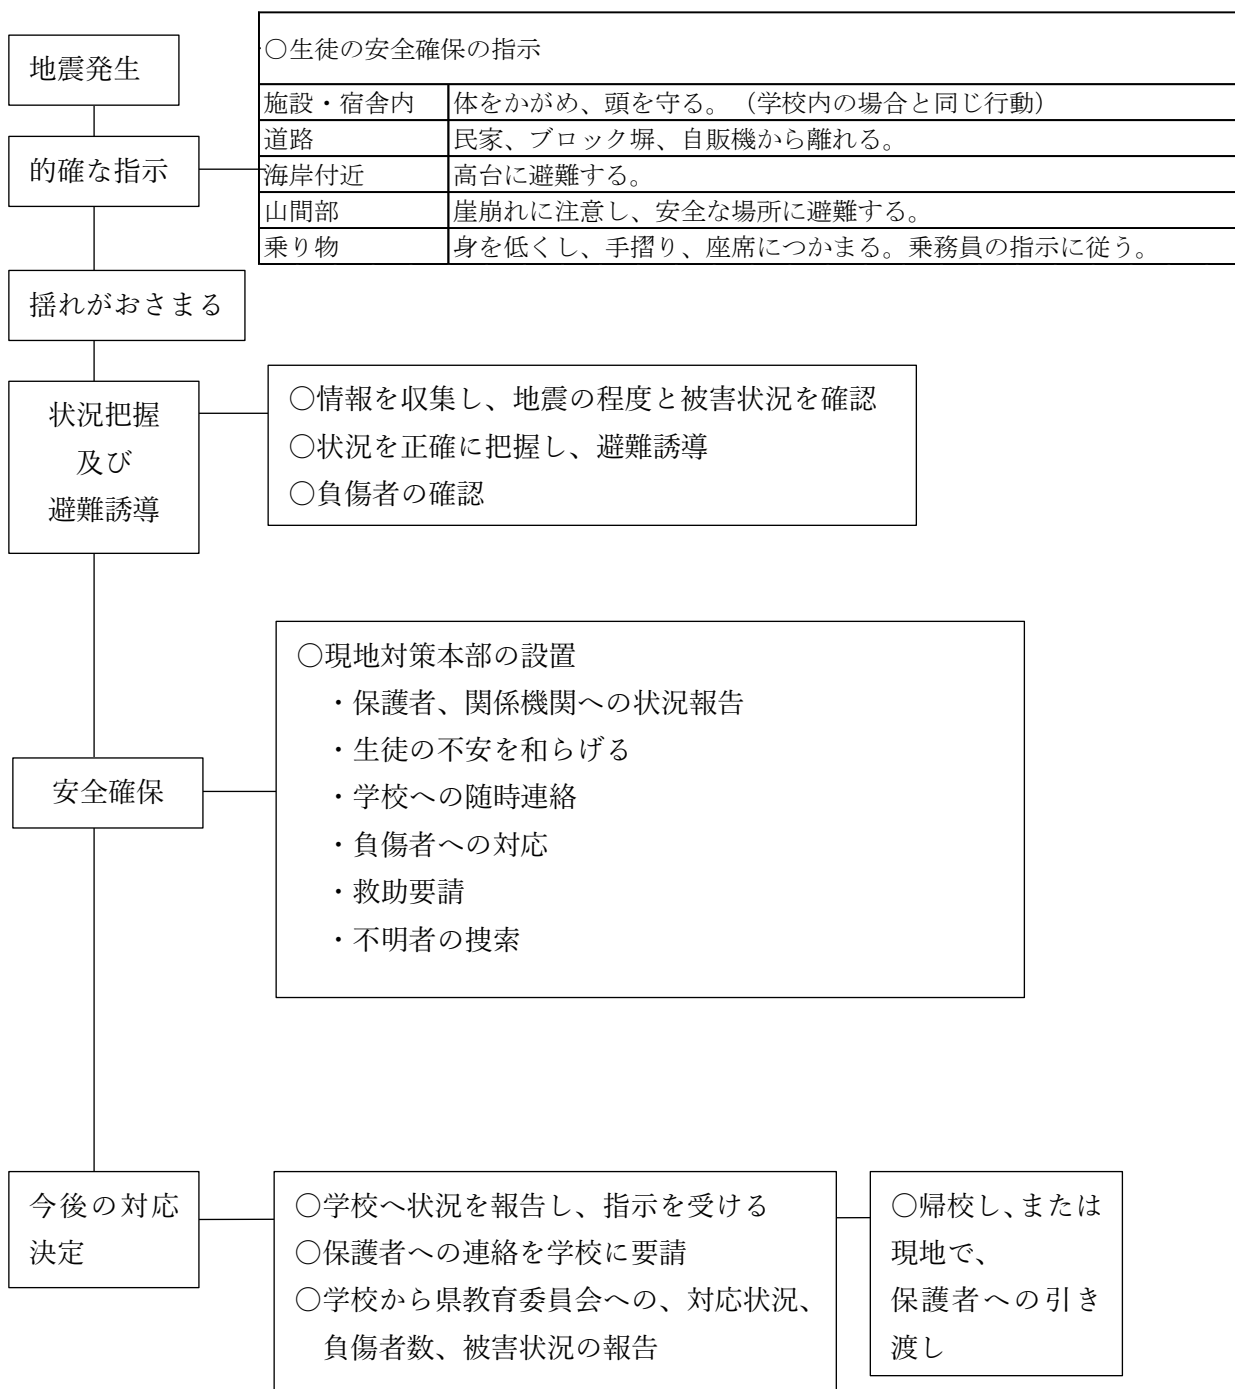 地震発生
○生徒の安全確保の指示
施設・宿舎内 体をかがめ、頭を守る。（学校内の場合と同じ行動）
道路 民家、ブロック塀、自販機から離れる。
的確な指示
海岸付近 高台に避難する。
山間部 崖崩れに注意し、安全な場所に避難する。
乗り物 身を低くし、手摺り、座席につかまる。乗務員の指示に従う。
揺れがおさまる
状況把握
及び
避難誘導
○情報を収集し、地震の程度と被害状況を確認
○状況を正確に把握し、避難誘導
○負傷者の確認
安全確保
○現地対策本部の設置
・保護者、関係機関への状況報告
・生徒の不安を和らげる
・学校への随時連絡
・負傷者への対応
・救助要請
・不明者の捜索
今後の対応
決定
○学校へ状況を報告し、指示を受ける
○保護者への連絡を学校に要請
○学校から県教育委員会への、対応状況、
負傷者数、被害状況の報告
○帰校し、または
現地で、
保護者への引き
渡し